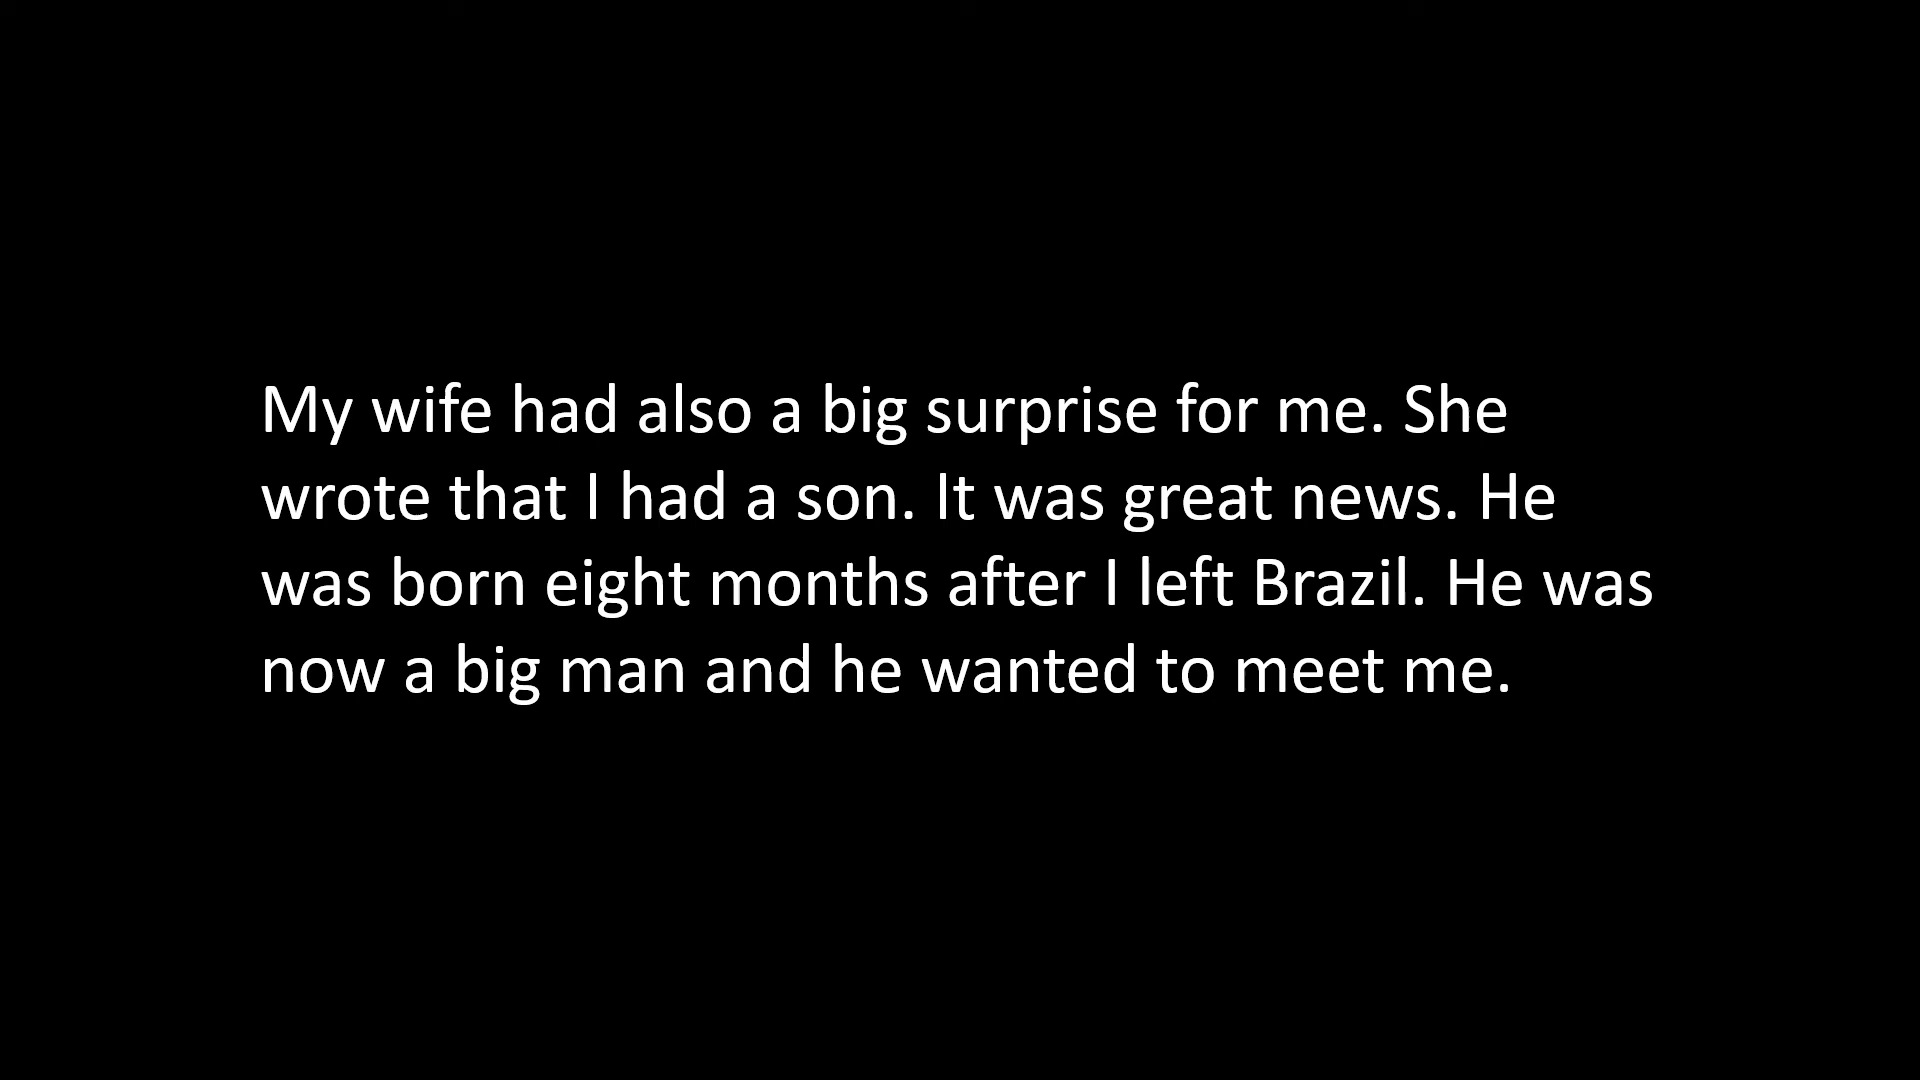 My wife had also a big surprise for me. She
wrote that I had a son. It was great news. He
was born eight months after I left Brazil. He was
now a big man and he wanted to meet me.